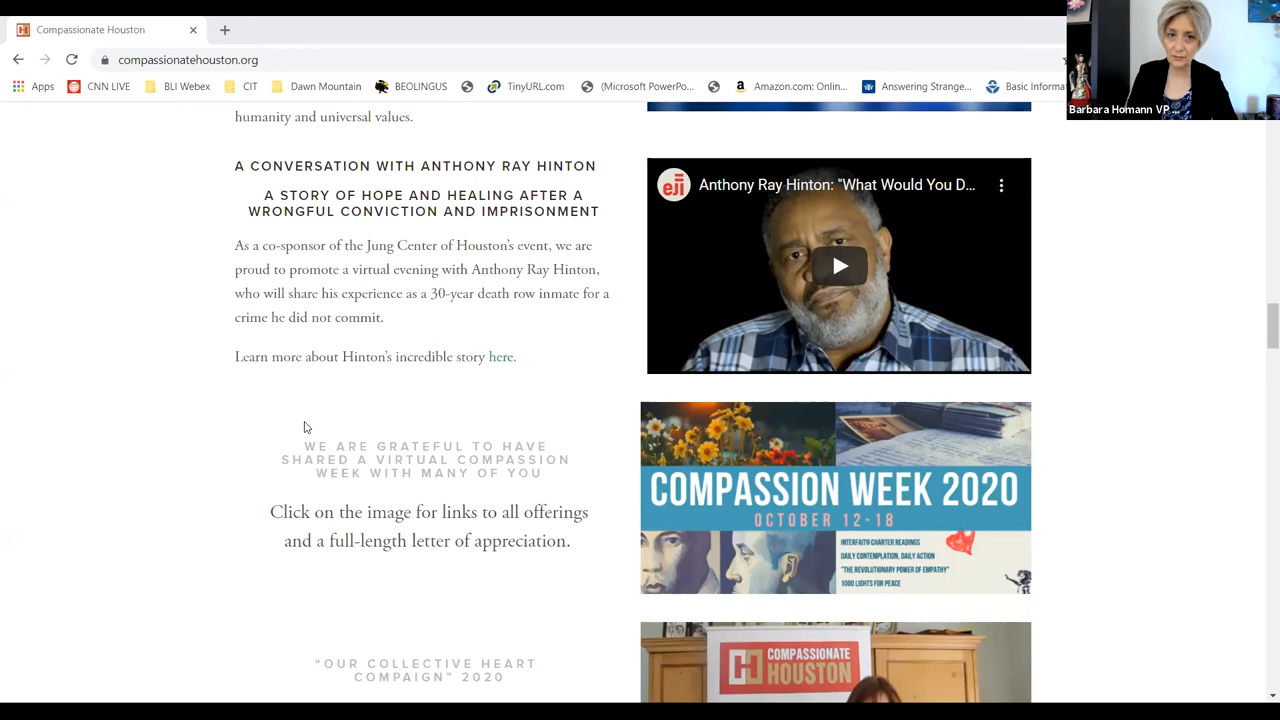 Compassionate Houston
compassionatehouston.org
Apps
CNN LIVE
BLI Webex
CIT
Dawn Mountain
BEOLINGUS
TinyURL.com
(Microsoft PowerPo...
Amazon.com: Onlin...
Answering Strange...
Basic Informa
Barbara Homann VP ...
humanity and universal values.
A CONVERSATION WITH ANTHONY RAY HINTON
A STORY OF HOPE AND HEALING AFTER A
WRONGFUL CONVICTION AND IMPRISONMENT
As a co-sponsor of the Jung Center of Houston's event, we are
proud to promote a virtual evening with Anthony Ray Hinton,
who will share his experience as a 30-year death row inmate for a
crime he did not commit.
Learn more about Hinton's incredible story here.
eji
Anthony Ray Hinton: "What Would You D...
WE ARE GRATEFUL TO HAVE
SHARED A VIRTUAL COMPASSION
WEEK WITH MANY OF YOU
Click on the image for links to all offerings
and a full-length letter of appreciation.
COMPASSION WEEK 2020
OCTOBER 12-18
INTERFAITH CHARTER READINGS
DAILY CONTEMPLATION, DAILY ACTION
"THE REVOLUTIONARY POWER OF EMPATHY"
1000 LIGHTS FOR PEACE
"OUR COLLECTIVE HEART
COMPAIGN" 2020
COMPASSIONATE
HOUSTON